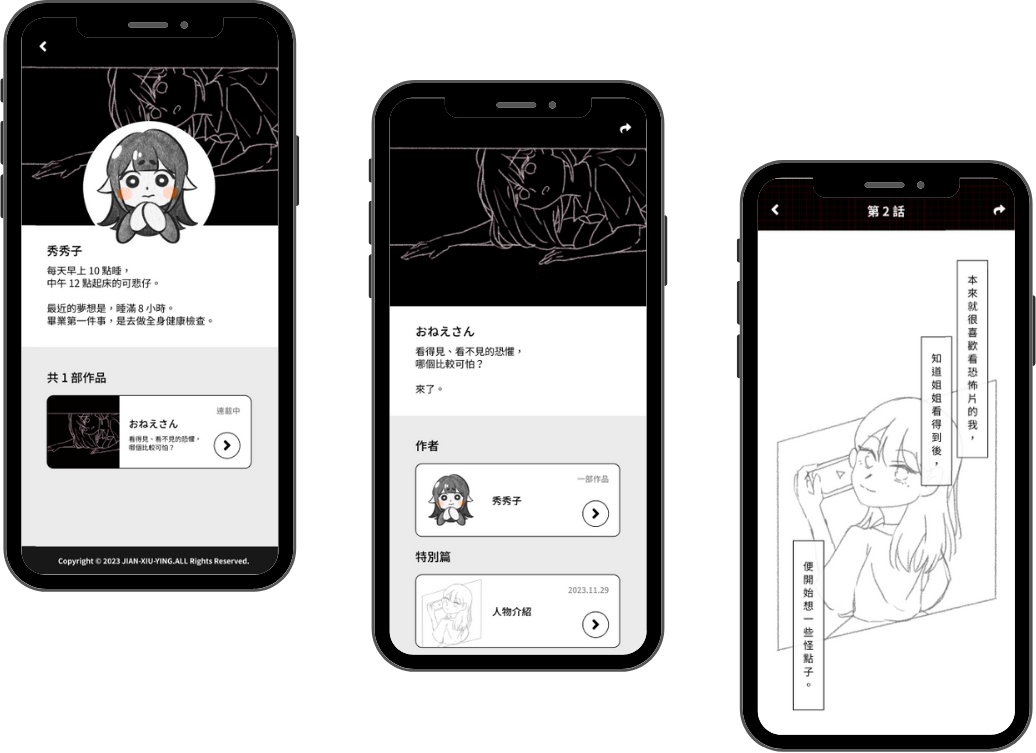 秀秀子
每天早上 10 點睡，
中午 12 點起床的可悲仔。
最近的夢想是，睡滿 8 小時。
畢業第一件事，是去做全身健康檢查。
共 1 部作品
連載中
おねえさん
看得見、看不見的恐懼，
哪個比較可怕？
Copyright © 2023 JIAN-XIU-YING.ALL Rights Reserved.
おねえさん
看得見、看不見的恐懼，
哪個比較可怕？
來了。
作者
一部作品
秀秀子
特別篇
2023.11.29
人物介紹
第 2 話
本來就很喜歡看恐怖片的我，
知道姐姐看得到後，
便開始想一些怪點子。